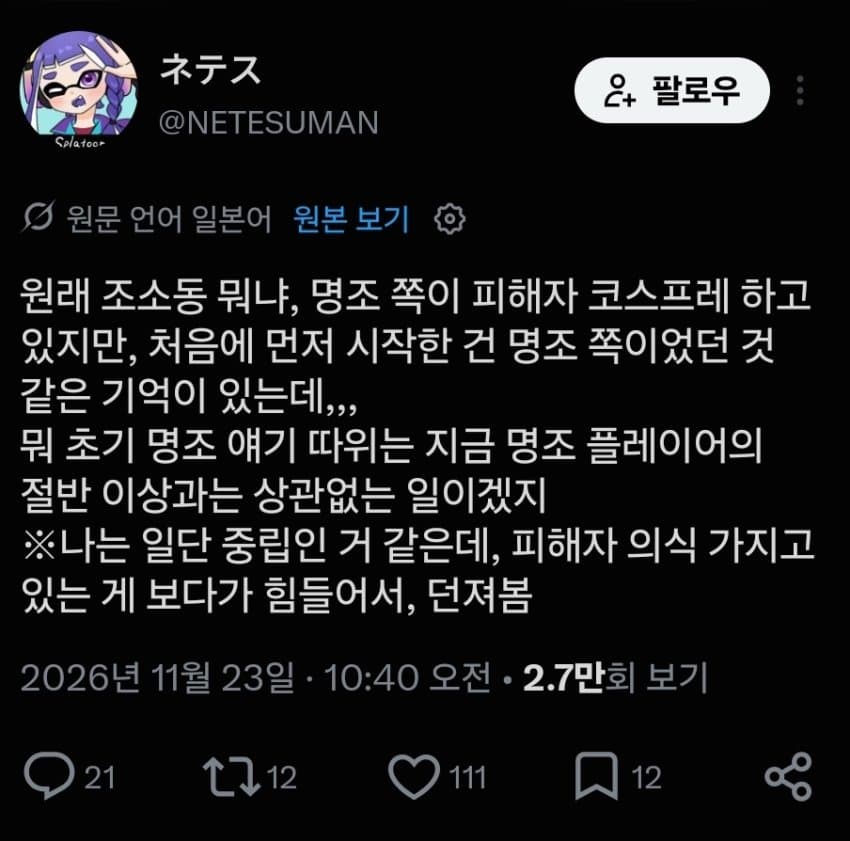 ネテス
@NETESUMAN
팔로우
Splatoon
원문 언어 일본어 원본 보기
원래 조소동 뭐냐, 명조 쪽이 피해자 코스프레 하고
있지만, 처음에 먼저 시작한 건 명조 쪽이었던 것
같은 기억이 있는데,,,
뭐 초기 명조 얘기 따위는 지금 명조 플레이어의
절반 이상과는 상관없는 일이겠지
※나는 일단 중립인 거 같은데, 피해자 의식 가지고
있는 게 보다가 힘들어서, 던져봄
2026년 11월 23일 · 10:40 오전 · 2.7만회 보기
21 12 111 12